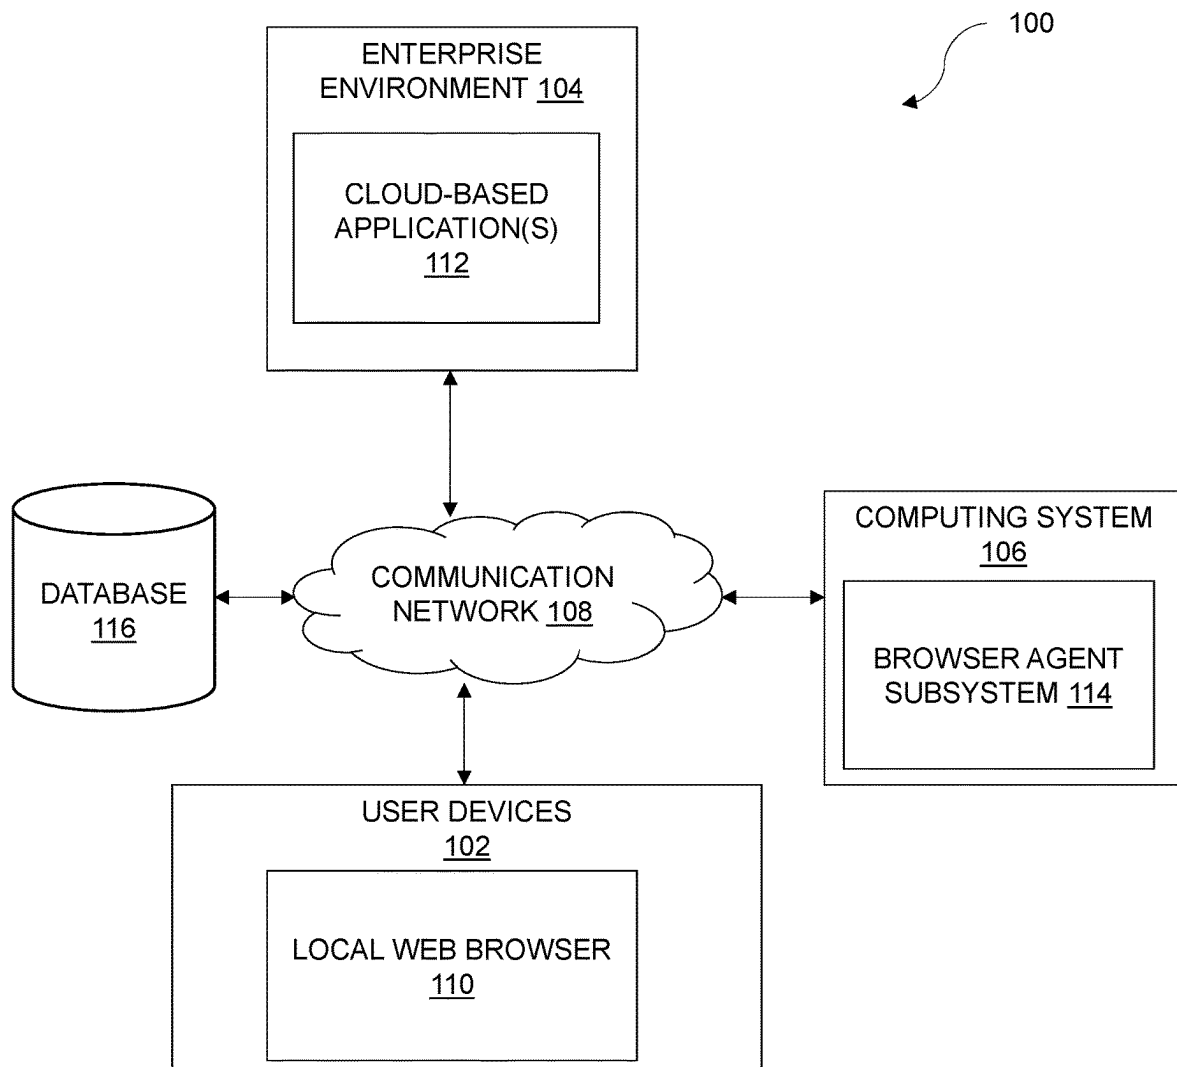 100
ENTERPRISE
ENVIRONMENT 104
CLOUD-BASED
APPLICATION(S)
112
DATABASE
116
COMMUNICATION
NETWORK 108
COMPUTING SYSTEM
106
BROWSER AGENT
SUBSYSTEM 114
USER DEVICES
102
LOCAL WEB BROWSER
110